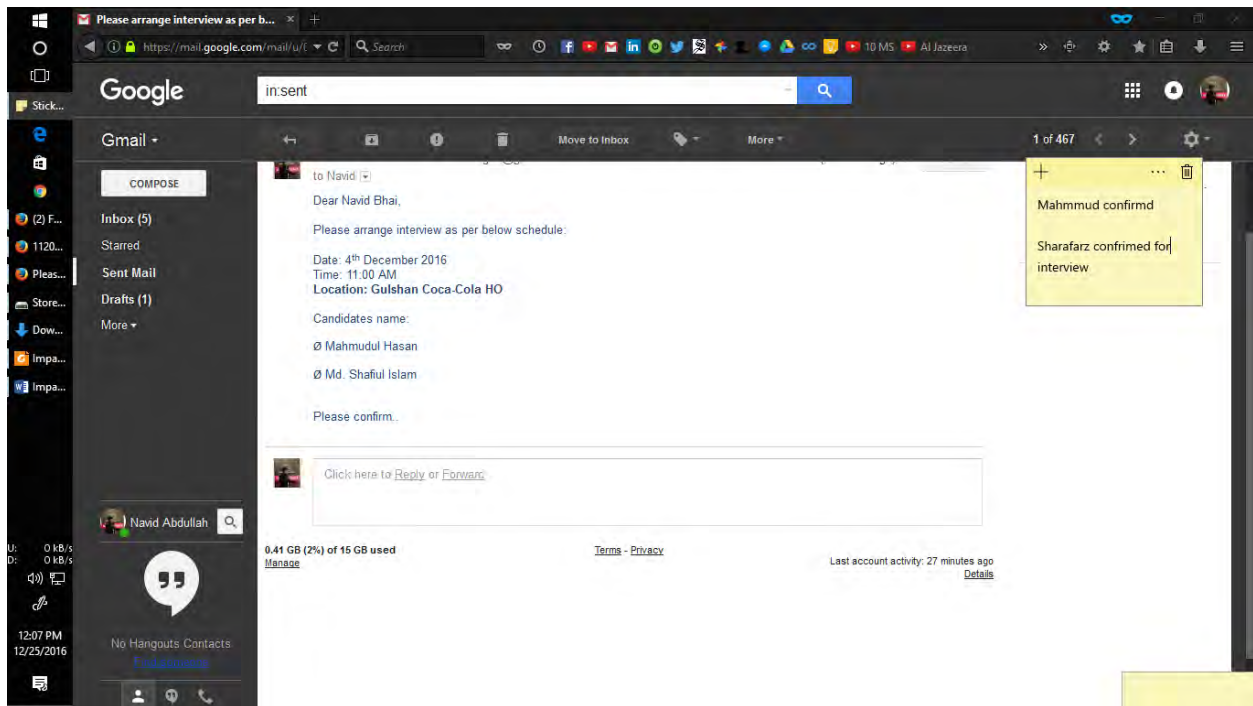 Please arrange interview as per b...
https://mail.google.com/mail/u/
Search
10 MS
Al Jazeera
Stick...
(2) F...
1120...
Pleas...
Store...
Dow...
Impa...
Impa...
U: 0 kB/s
D: 0 kB/s
12:07 PM
12/25/2016
Google
in:sent
Gmail
Move to Inbox
More
1 of 467
COMPOSE
Inbox (5)
Starred
Sent Mail
Drafts (1)
More
Navid Abdullah
No Hangouts Contacts
to Navid
Dear Navid Bhai,
Please arrange interview as per below schedule:
Date: 4th December 2016
Time: 11:00 AM
Location: Gulshan Coca-Cola HO
Candidates name:
Ø Mahmudul Hasan
Ø Md. Shafiul Islam
Please confirm..
Click here to Reply or Forward
0.41 GB (2%) of 15 GB used
Manage
Terms - Privacy
Last account activity: 27 minutes ago
Details
Mahmmud confirmd
Sharafarz confrimed for
interview